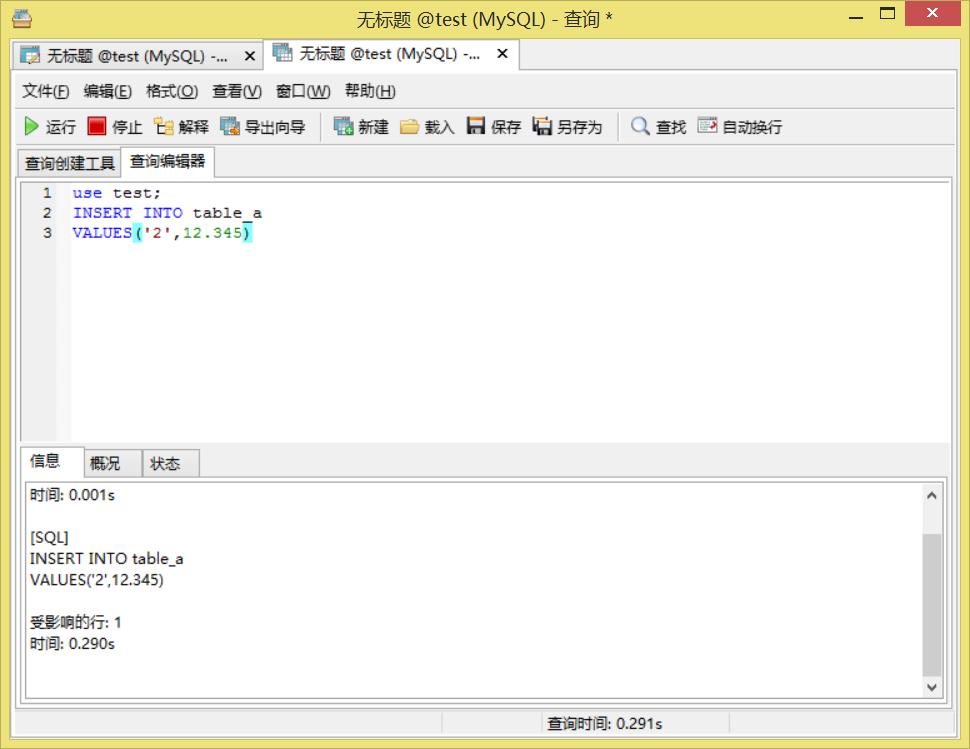 无标题 @test (MySQL) - 查询 *
无标题 @test (MySQL) -... 无标题 @test (MySQL) -...
文件(F) 编辑(E) 格式(O) 查看(V) 窗口(W) 帮助(H)
运行 停止 解释 导出向导 新建 载入 保存 另存为 查找 自动换行
查询创建工具 查询编辑器
1 use test;
2 INSERT INTO table_a
3 VALUES('2',12.345)
信息 概况 状态
时间: 0.001s
[SQL]
INSERT INTO table_a
VALUES('2',12.345)
受影响的行: 1
时间: 0.290s
查询时间: 0.291s